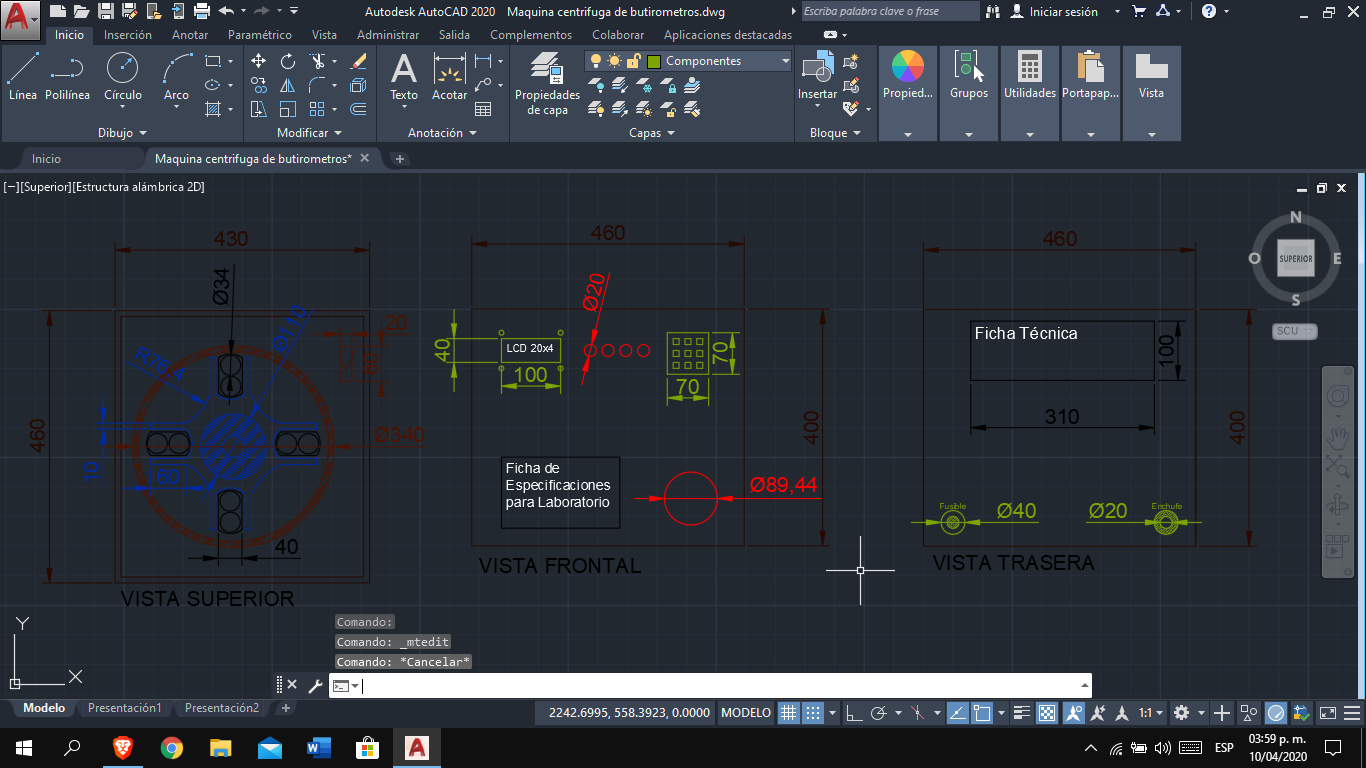 Autodesk AutoCAD 2020 Maquina centrifuga de butirometros.dwg
Escriba palabra clave o frase
Iniciar sesión
Inicio Inserción Anotar Paramétrico Vista Administrar Salida Complementos Colaborar Aplicaciones destacadas
Línea Polilínea Círculo Arco
Texto Acotar
Propiedades de capa
Componentes
Insertar
Propied... Grupos Utilidades Portapap... Vista
Dibujo Modificar Anotación Capas Bloque
Inicio Maquina centrifuga de butirometros*
[−][Superior][Estructura alámbrica 2D]
N
O SUPERIOR E
S
SCU
430
Ø34
Ø110
20
60
R76,4
460
Ø340
10
60
40
VISTA SUPERIOR
460
Ø20
40
LCD 20x4
100
70
70
400
Ficha de
Especificaciones
para Laboratorio
Ø89,44
VISTA FRONTAL
460
Ficha Técnica
100
310
400
Fusible
Ø40
Ø20
Enchufe
VISTA TRASERA
Y
X
Comando:
Comando: _mtedit
Comando: *Cancelar*
Modelo Presentación1 Presentación2
2242.6995, 558.3923, 0.0000 MODELO
1:1
ESP
03:59 p. m.
10/04/2020